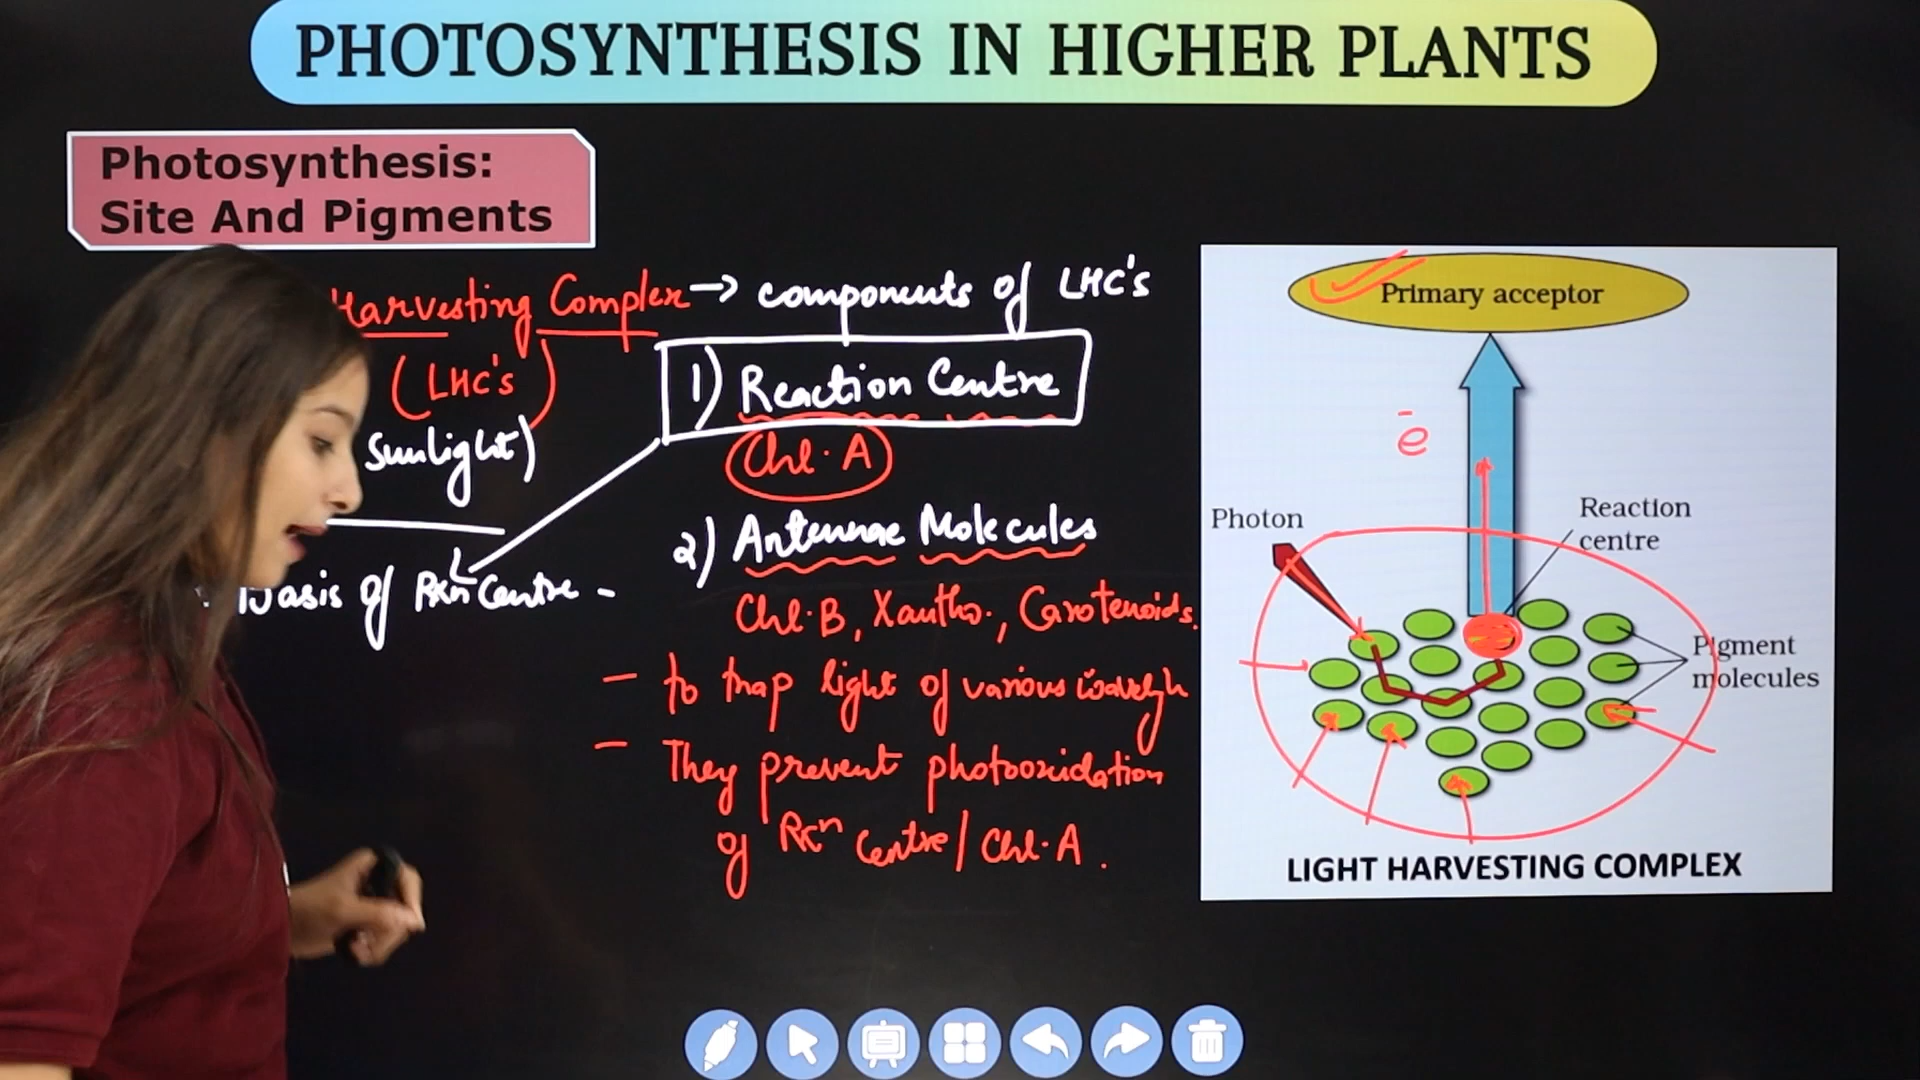 PHOTOSYNTHESIS IN HIGHER PLANTS
Photosynthesis:
Site And Pigments
Harvesting Complex → components of LHC's
(LHC's)
Sunlight)
1) Reaction Centre
Chl. A
Basis of Rxn Centre -
2) Antennae Molecules
Chl. B, Xantho., Carotenoids.
- to trap light of various
- They prevent photooxidation
of Rxn Centre / Chl. A.
Primary acceptor
e-
Photon
Reaction
centre
Pigment
molecules
LIGHT HARVESTING COMPLEX